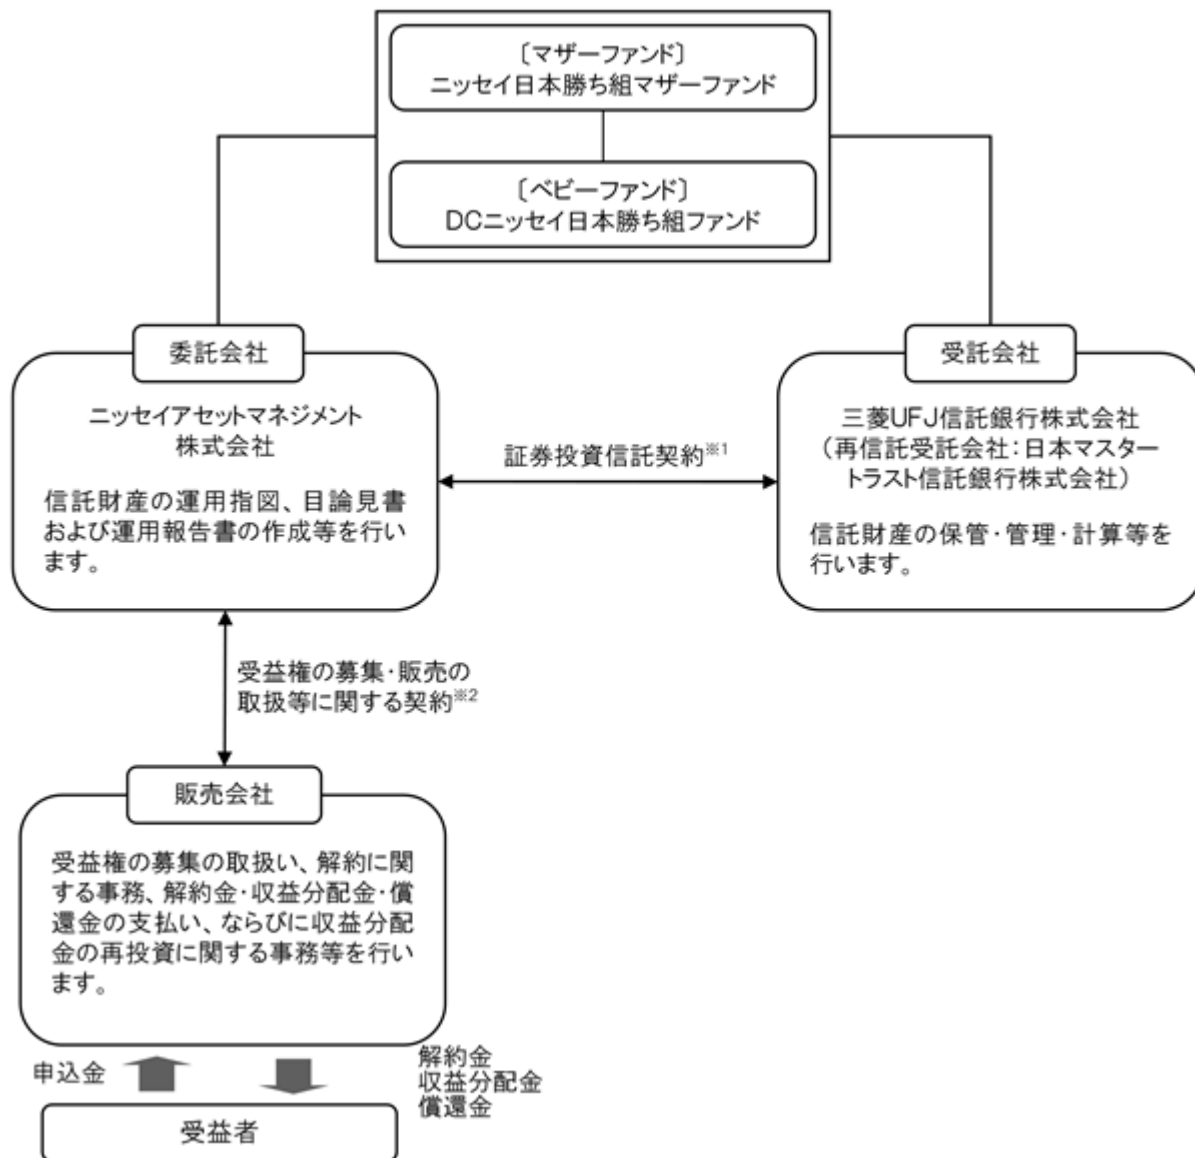 〔マザーファンド〕
ニッセイ日本勝ち組マザーファンド
〔ベビーファンド〕
DCニッセイ日本勝ち組ファンド
委託会社
ニッセイアセットマネジメント
株式会社
信託財産の運用指図、目論見書
および運用報告書の作成等を行い
ます。
証券投資信託契約※1
受託会社
三菱UFJ信託銀行株式会社
(再信託受託会社:日本マスター
トラスト信託銀行株式会社)
信託財産の保管・管理・計算等を
行います。
受益権の募集・販売の
取扱等に関する契約※2
販売会社
受益権の募集の取扱い、解約に関
する事務、解約金・収益分配金・償
還金の支払い、ならびに収益分配
金の再投資に関する事務等を行い
ます。
申込金
解約金
収益分配金
償還金
受益者